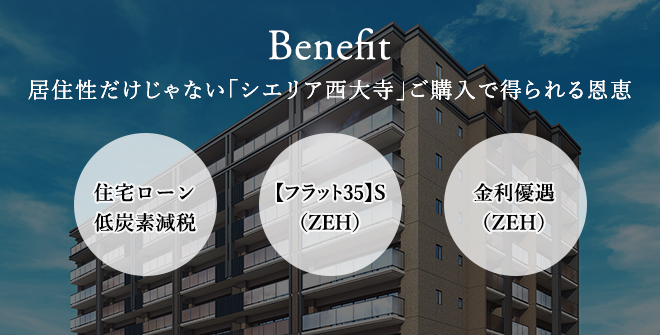 Benefit
居住性だけじゃない「シエリア西大寺」ご購入で得られる恩恵
住宅ローン
低炭素減税
【フラット35】S
（ZEH）
金利優遇
（ZEH）